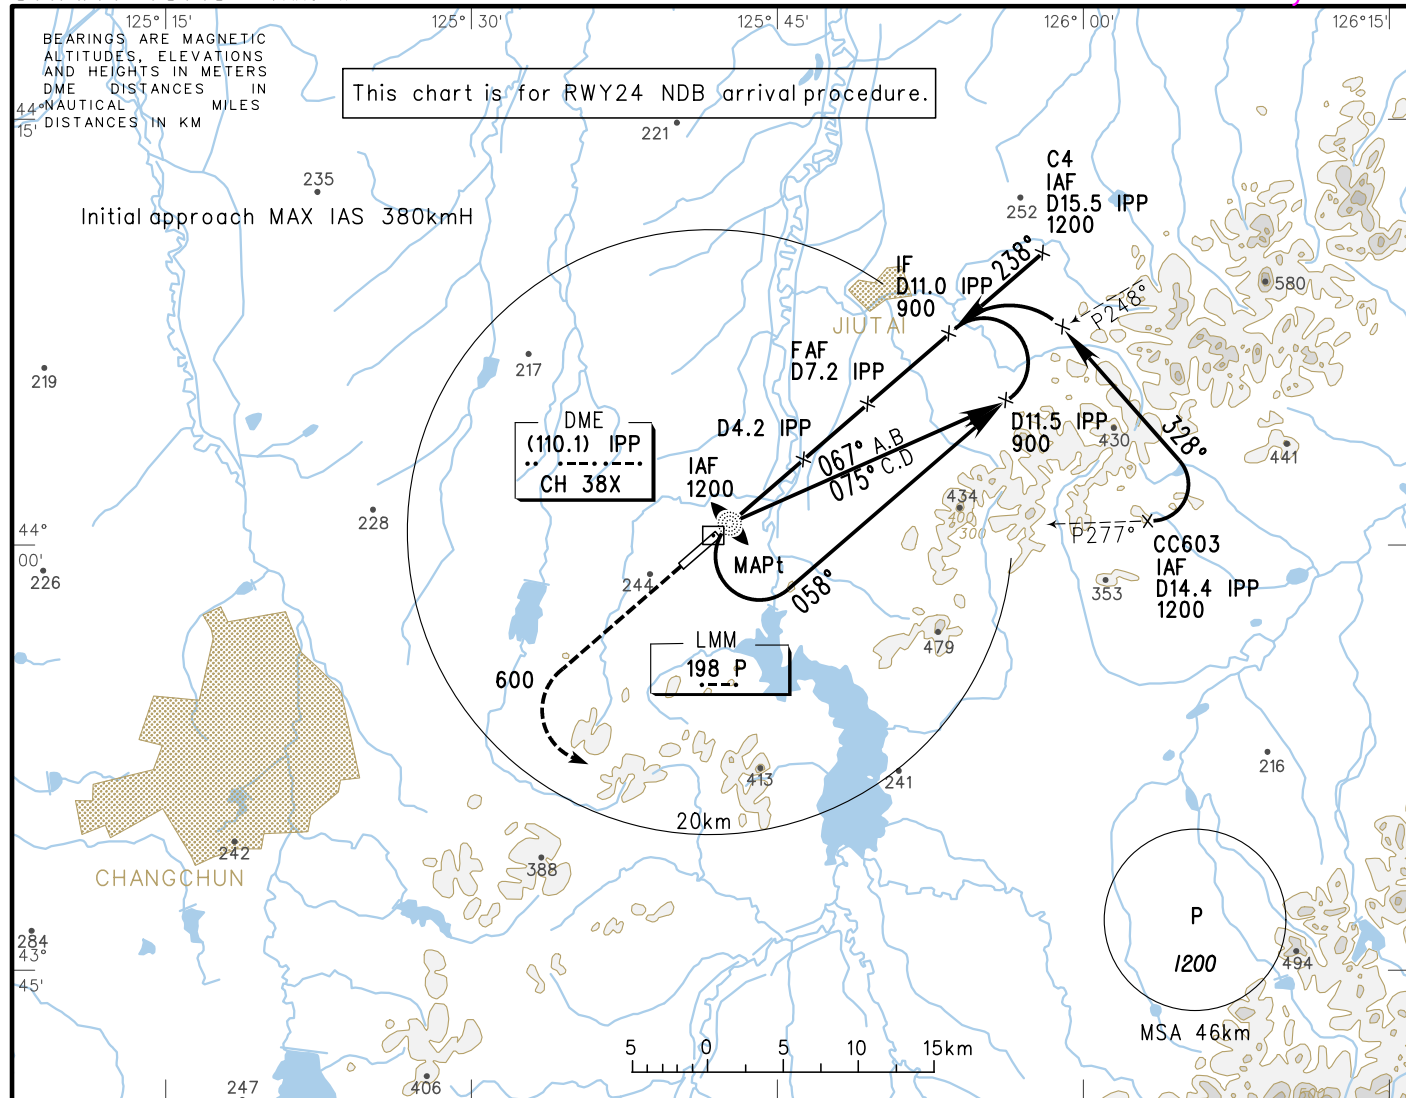 125°15'
125°30'
125°45'
126°00'
126°15'
BEARINGS ARE MAGNETIC
ALTITUDES, ELEVATIONS
AND HEIGHTS IN METERS
DME DISTANCES IN
NAUTICAL MILES
DISTANCES IN KM
44°
15'
This chart is for RWY24 NDB arrival procedure.
221
235
Initial approach MAX IAS 380kmH
C4
IAF
D15.5 IPP
1200
252
238°
IF
D11.0 IPP
900
P248°
580
JIUTAI
FAF
D7.2 IPP
219
217
DME
(110.1) IPP
CH 38X
D4.2 IPP
067° A.B
075° C.D
D11.5 IPP
900
430
328°
441
IAF
1200
434
400
300
228
44°
00'
226
MAPt
244
058°
P277°
CC603
IAF
D14.4 IPP
1200
353
479
LMM
198 P
600
413
241
216
20km
242
CHANGCHUN
388
P
1200
494
284
43°
45'
MSA 46km
5 0 5 10 15km
247
406
500